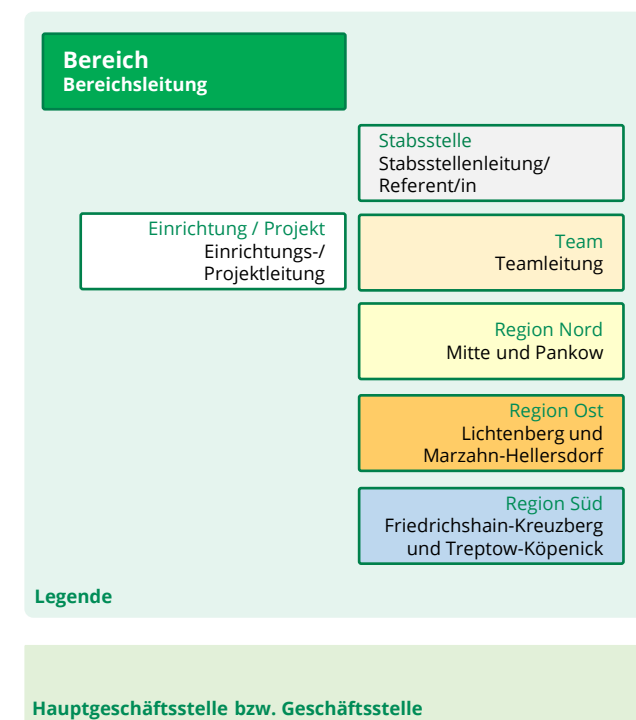 Bereich
Bereichsleitung
Stabsstelle
Stabsstellenleitung/
Referent/in
Einrichtung / Projekt
Einrichtungs-/
Projektleitung
Team
Teamleitung
Region Nord
Mitte und Pankow
Region Ost
Lichtenberg und
Marzahn-Hellersdorf
Region Süd
Friedrichshain-Kreuzberg
und Treptow-Köpenick
Legende
Hauptgeschäftsstelle bzw. Geschäftsstelle